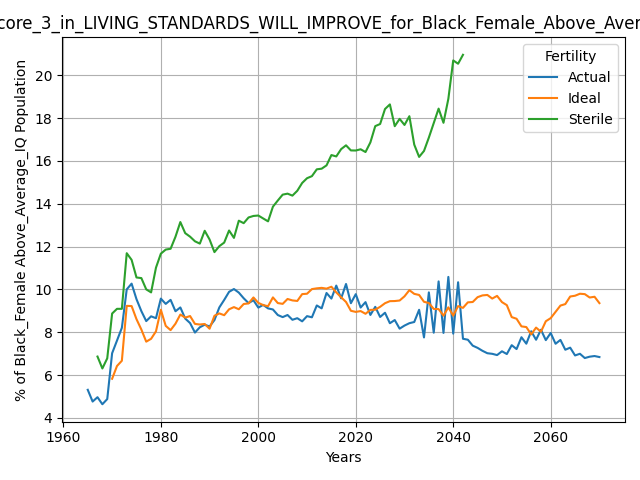 core_3_in_LIVING_STANDARDS_WILL_IMPROVE_for_Black_Female_Above_Aver
% of Black_Female Above_Average_IQ Population
20
18
16
14
12
10
8
6
4
Fertility
Actual
Ideal
Sterile
1960
1980
2000
2020
2040
2060
Years